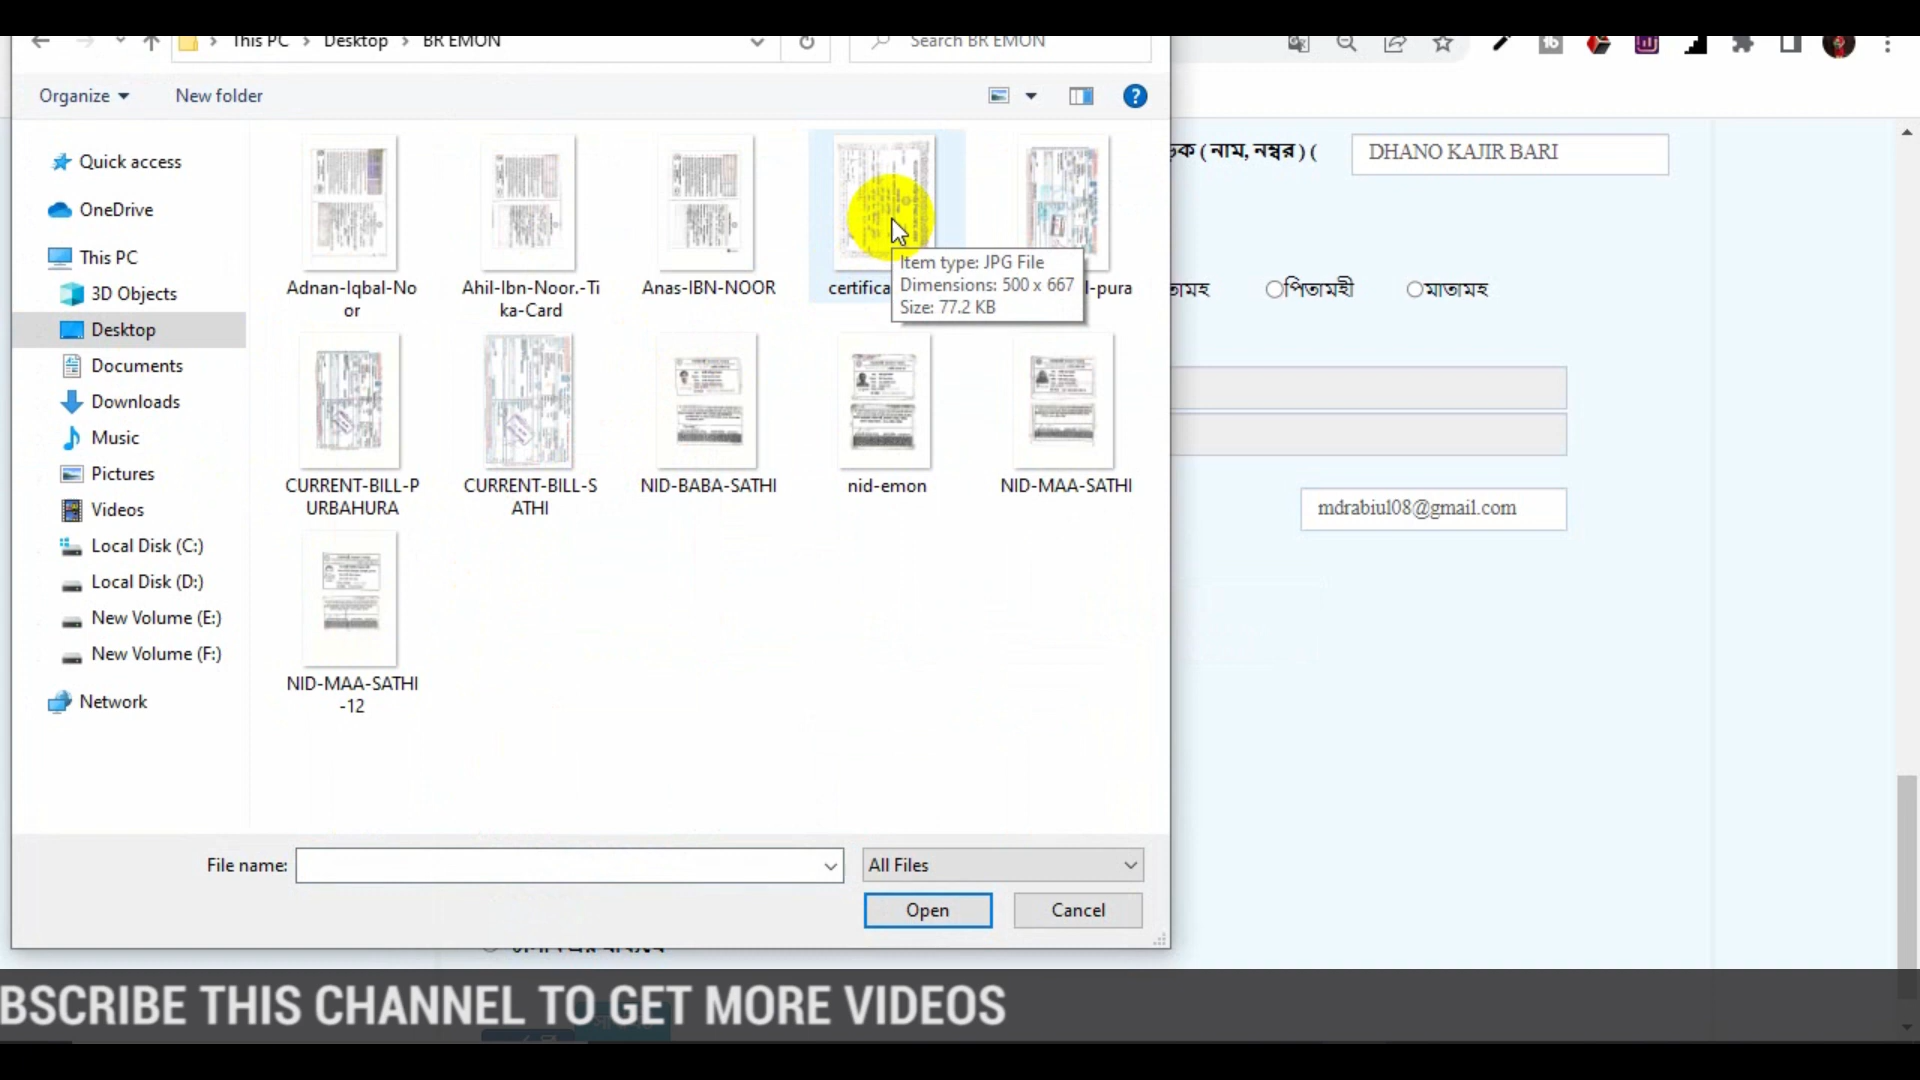 This PC > Desktop > BR EMON
Search BR EMON
Organize
New folder
Quick access
OneDrive
This PC
3D Objects
Desktop
Documents
Downloads
Music
Pictures
Videos
Local Disk (C:)
Local Disk (D:)
New Volume (E:)
New Volume (F:)
Network
Adnan-Iqbal-No
or
Ahil-Ibn-Noor.-Ti
ka-Card
Anas-IBN-NOOR
certifica
l-pura
Item type: JPG File
Dimensions: 500 x 667
Size: 77.2 KB
CURRENT-BILL-P
URBAHURA
CURRENT-BILL-S
ATHI
NID-BABA-SATHI
nid-emon
NID-MAA-SATHI
NID-MAA-SATHI
-12
File name:
All Files
Open
Cancel
(নাম, নম্বর) (
DHANO KAJIR BARI
পিতামহী
মাতামহ
mdrabiul08@gmail.com
BSCRIBE THIS CHANNEL TO GET MORE VIDEOS